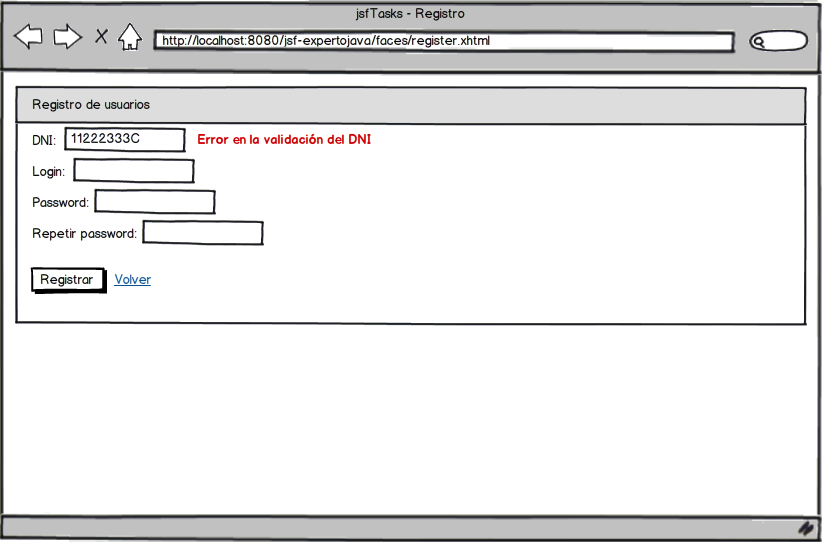 jsfTasks - Registro
http://localhost:8080/jsf-expertojava/faces/register.xhtml
Registro de usuarios
DNI: 11222333C Error en la validación del DNI
Login:
Password:
Repetir password:
Registrar Volver